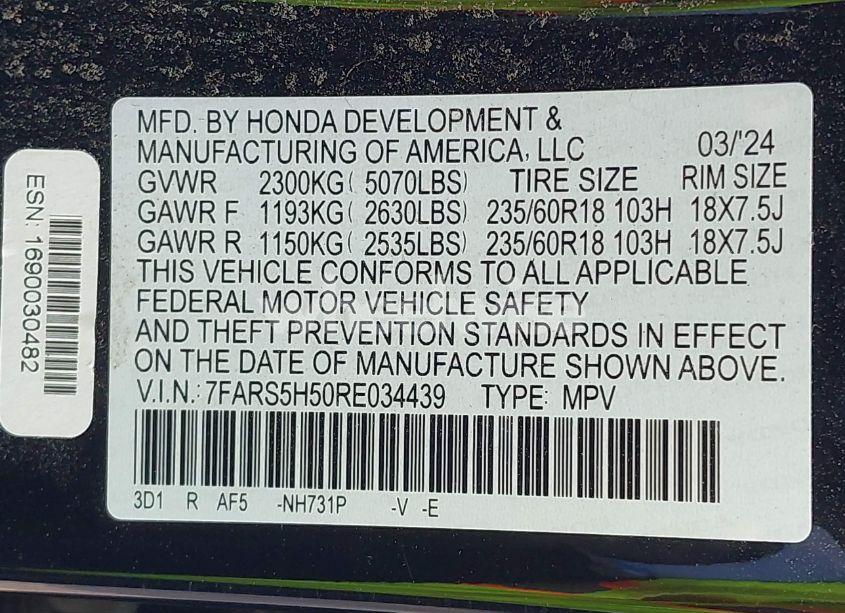 MFD. BY HONDA DEVELOPMENT &
MANUFACTURING OF AMERICA, LLC 03/'24
GVWR 2300KG( 5070LBS) TIRE SIZE RIM SIZE
GAWR F 1193KG( 2630LBS) 235/60R18 103H 18X7.5J
GAWR R 1150KG( 2535LBS) 235/60R18 103H 18X7.5J
THIS VEHICLE CONFORMS TO ALL APPLICABLE
FEDERAL MOTOR VEHICLE SAFETY
AND THEFT PREVENTION STANDARDS IN EFFECT
ON THE DATE OF MANUFACTURE SHOWN ABOVE.
V.I.N.: 7FARS5H50RE034439 TYPE: MPV
3D1 R AF5 -NH731P -V -E
ESN: 1690030482